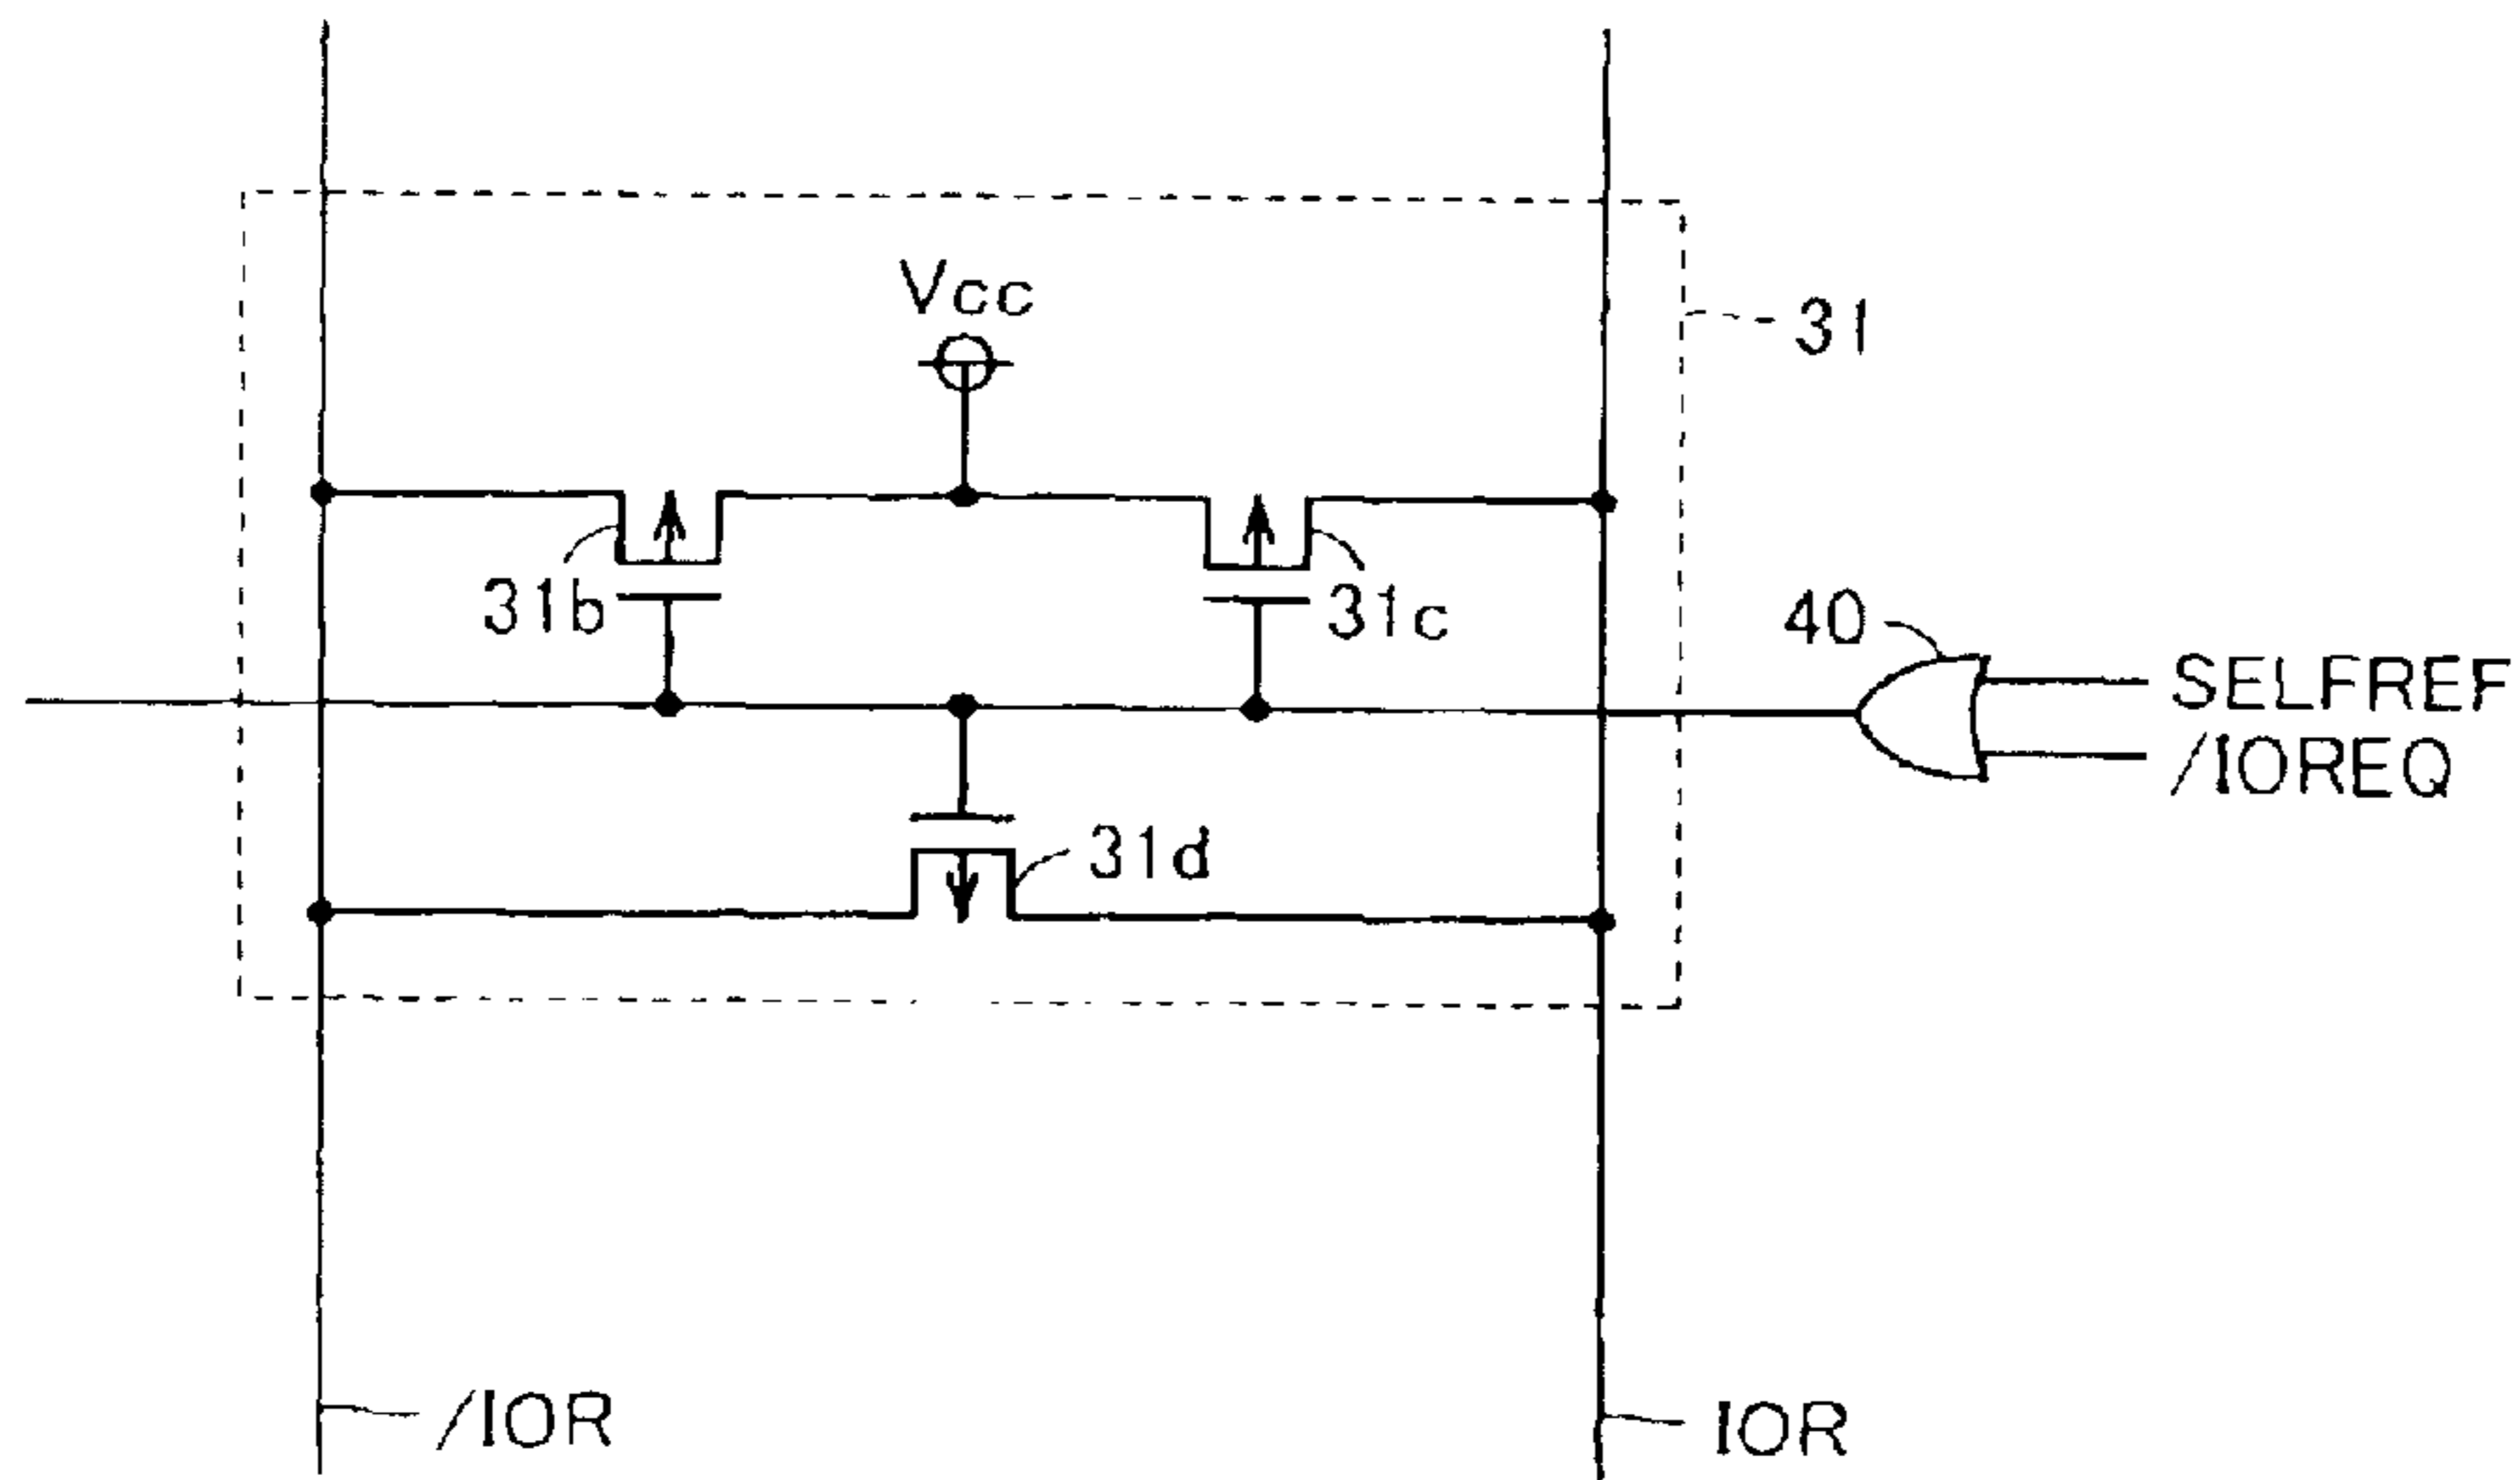 Vcc
31
31b
31c
40
SELFREF
/IOREQ
31d
/IOR
IOR